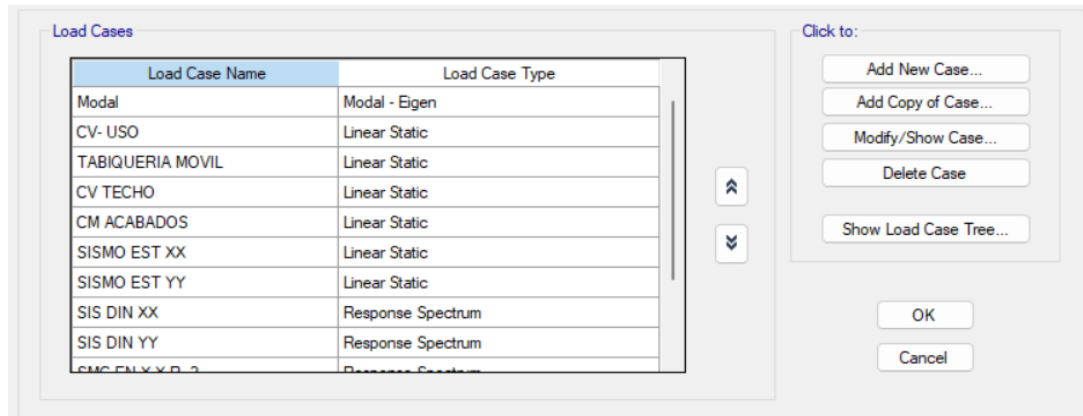 Load Cases
Click to:
Load Case Name Load Case Type
Add New Case...
Modal Modal - Eigen
Add Copy of Case...
CV- USO Linear Static
Modify/Show Case...
TABIQUERIA MOVIL Linear Static
Delete Case
CV TECHO Linear Static
CM ACABADOS Linear Static
Show Load Case Tree...
SISMO EST XX Linear Static
SISMO EST YY Linear Static
SIS DIN XX Response Spectrum
OK
SIS DIN YY Response Spectrum
Cancel
Response Spectrum